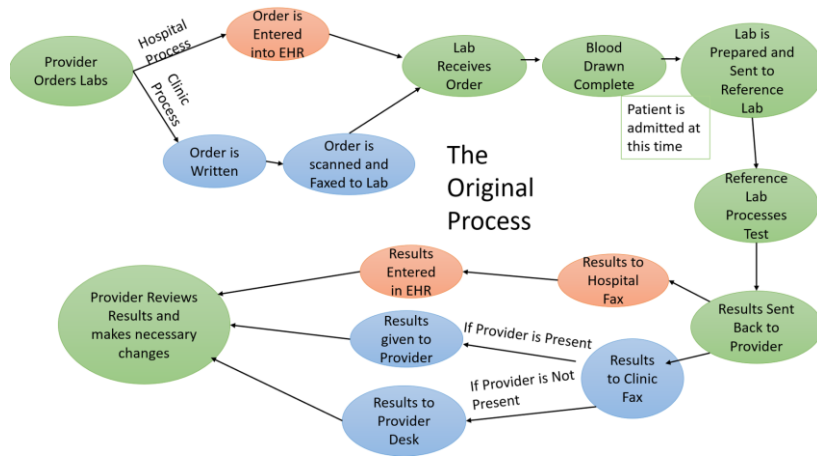 Provider
Orders Labs
Hospital
Process
Clinic
Process
Order is
Entered
into EHR
Order is
Written
Order is
scanned and
Faxed to Lab
Lab
Receives
Order
Blood
Drawn
Complete
Lab is
Prepared and
Sent to
Reference
Lab
Patient is
admitted at
this time
The
Original
Process
Reference
Lab
Processes
Test
Results Sent
Back to
Provider
Results to
Hospital
Fax
Results
Entered
in EHR
Results
to Clinic
Fax
If Provider is Present
Results
given to
Provider
If Provider is Not
Present
Results to
Provider
Desk
Provider Reviews
Results and
makes necessary
changes